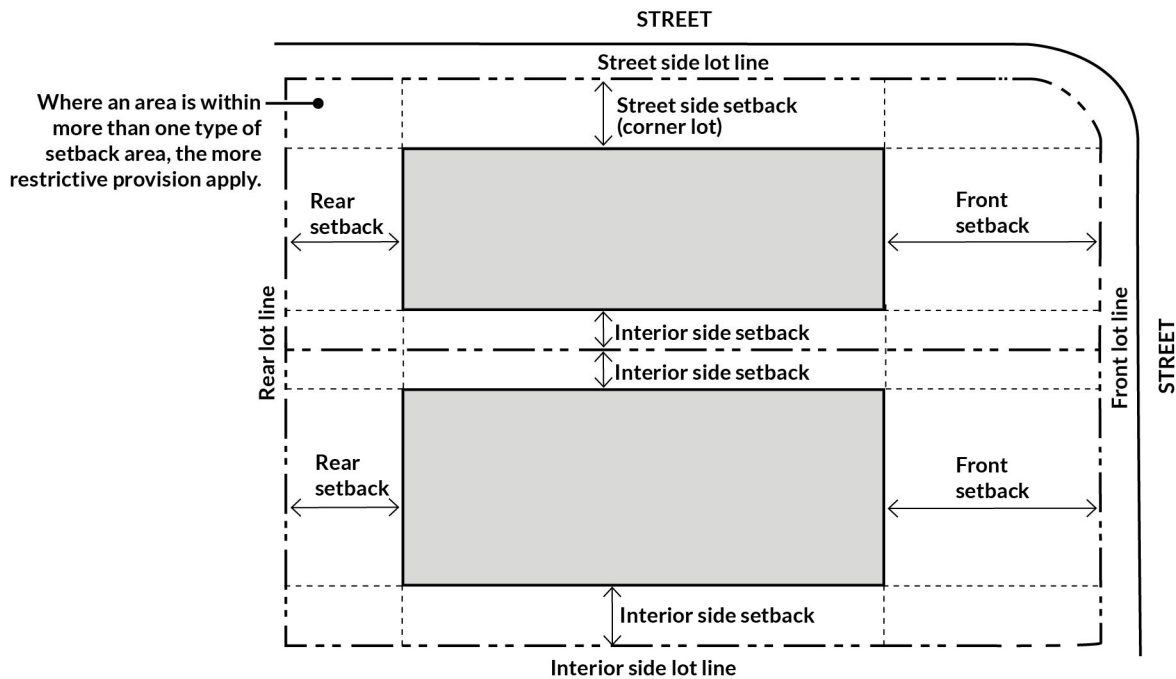 STREET
Street side lot line
Where an area is within
more than one type of
setback area, the more
restrictive provision apply.
Street side setback
(corner lot)
Rear
setback
Front
setback
Interior side setback
Rear lot line
Front lot line
STREET
Interior side setback
Rear
setback
Front
setback
Interior side setback
Interior side lot line